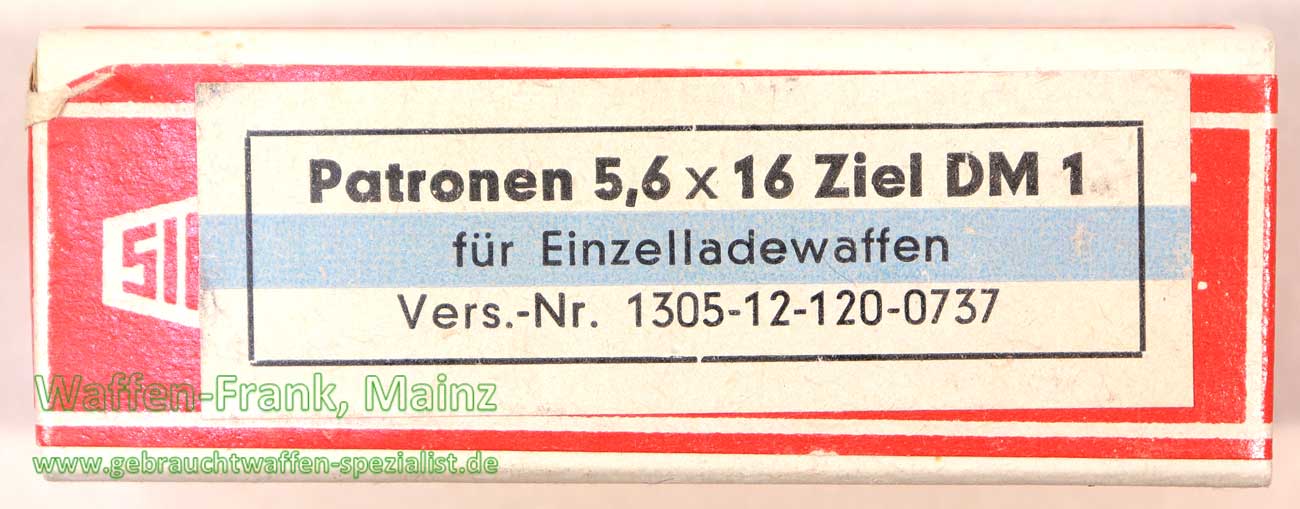 Patronen 5,6 x 16 Ziel DM 1
für Einzelladewaffen
Vers.-Nr. 1305-12-120-0737
Waffen-Frank, Mainz
www.gebrauchtwaffen-spezialist.de